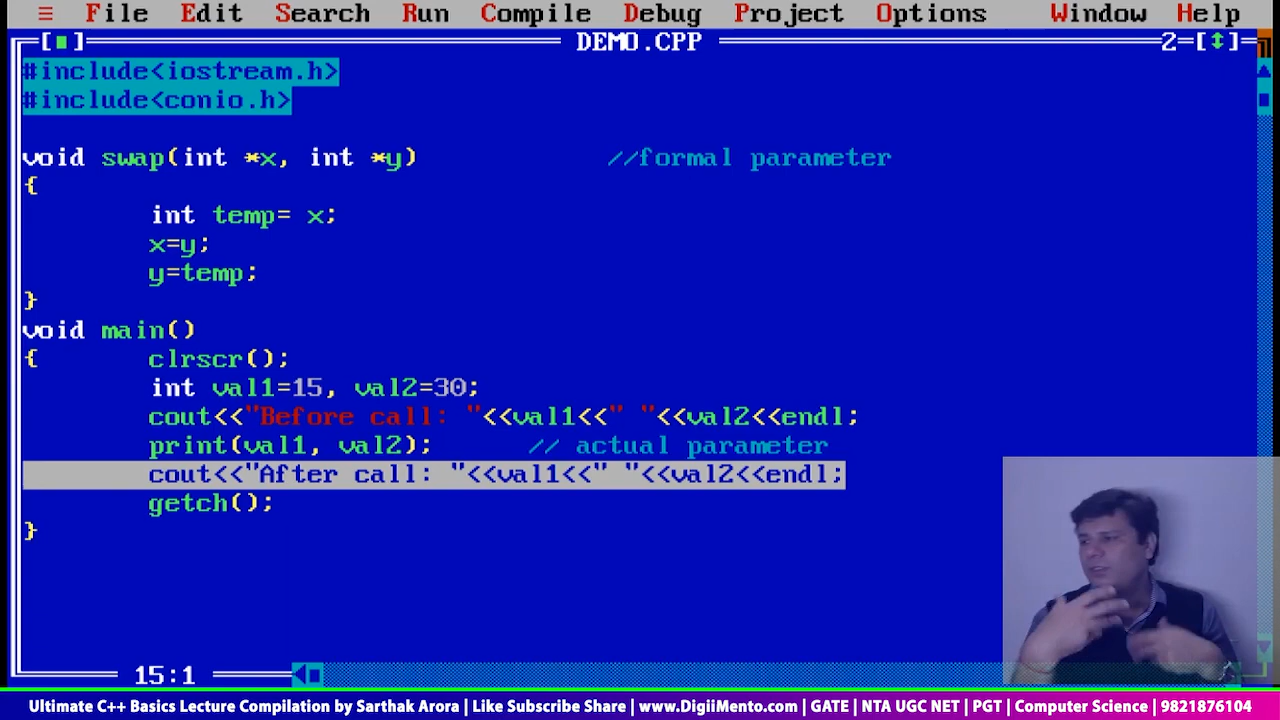 ≡ File Edit Search Run Compile Debug Project Options Window Help
[■] DEMO.CPP 2=[↕]
#include<iostream.h>
#include<conio.h>
void swap(int *x, int *y) //formal parameter
{
int temp= x;
x=y;
y=temp;
}
void main()
{ clrscr();
int val1=15, val2=30;
cout<<"Before call: "<<val1<<" "<<val2<<endl;
print(val1, val2); // actual parameter
cout<<"After call: "<<val1<<" "<<val2<<endl;
getch();
}
15:1
Ultimate C++ Basics Lecture Compilation by Sarthak Arora | Like Subscribe Share | www.DigiiMento.com | GATE | NTA UGC NET | PGT | Computer Science | 9821876104